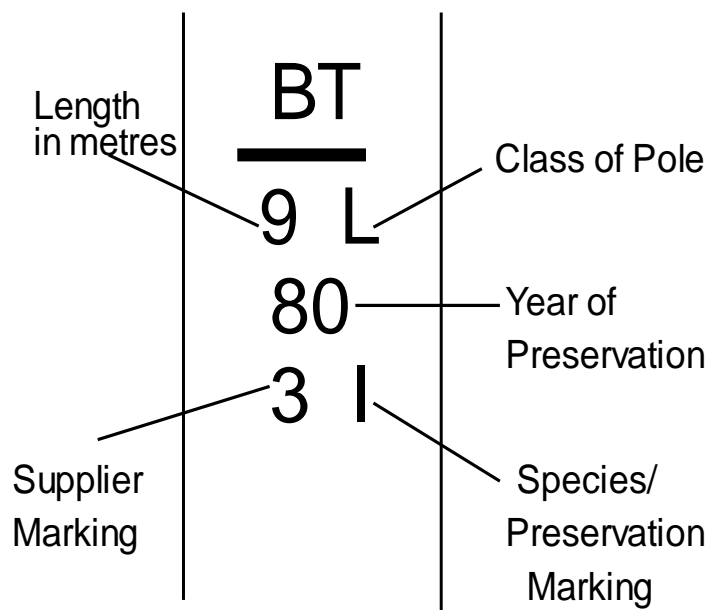 BT
Length
in metres
9 L
Class of Pole
80
Year of
Preservation
3 I
Supplier
Marking
Species/
Preservation
Marking